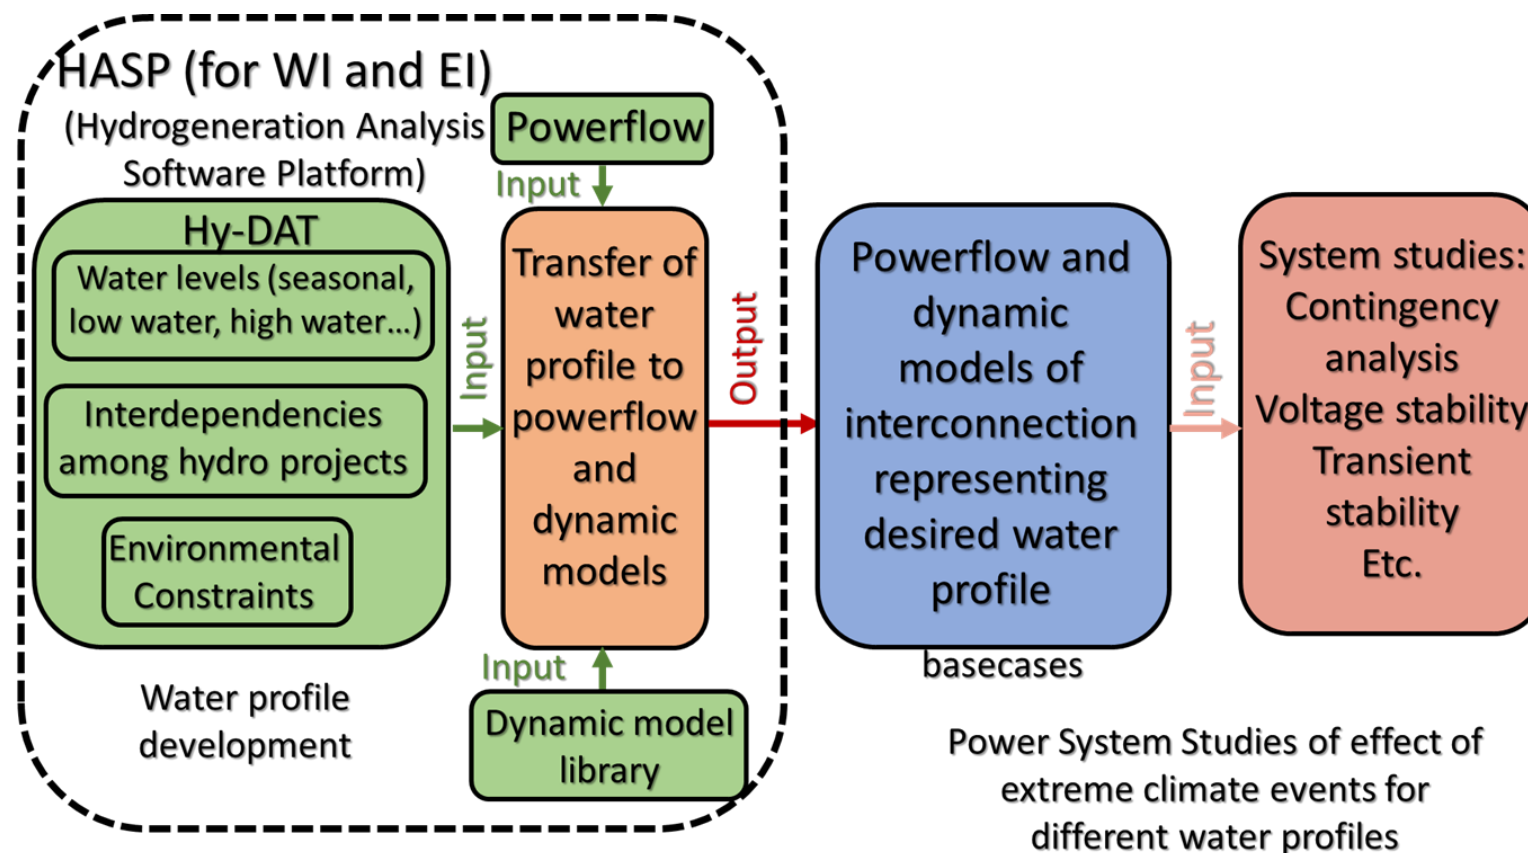 HASP (for WI and EI)
(Hydrogeneration Analysis
Software Platform)
Powerflow
Input
Hy-DAT
Water levels (seasonal,
low water, high water...)
Interdependencies
among hydro projects
Environmental
Constraints
Water profile
development
Input
Transfer of
water
profile to
powerflow
and
dynamic
models
Input
Dynamic model
library
Output
Powerflow and
dynamic
models of
interconnection
representing
desired water
profile
basecases
Input
System studies:
Contingency
analysis
Voltage stability
Transient
stability
Etc.
Power System Studies of effect of
extreme climate events for
different water profiles